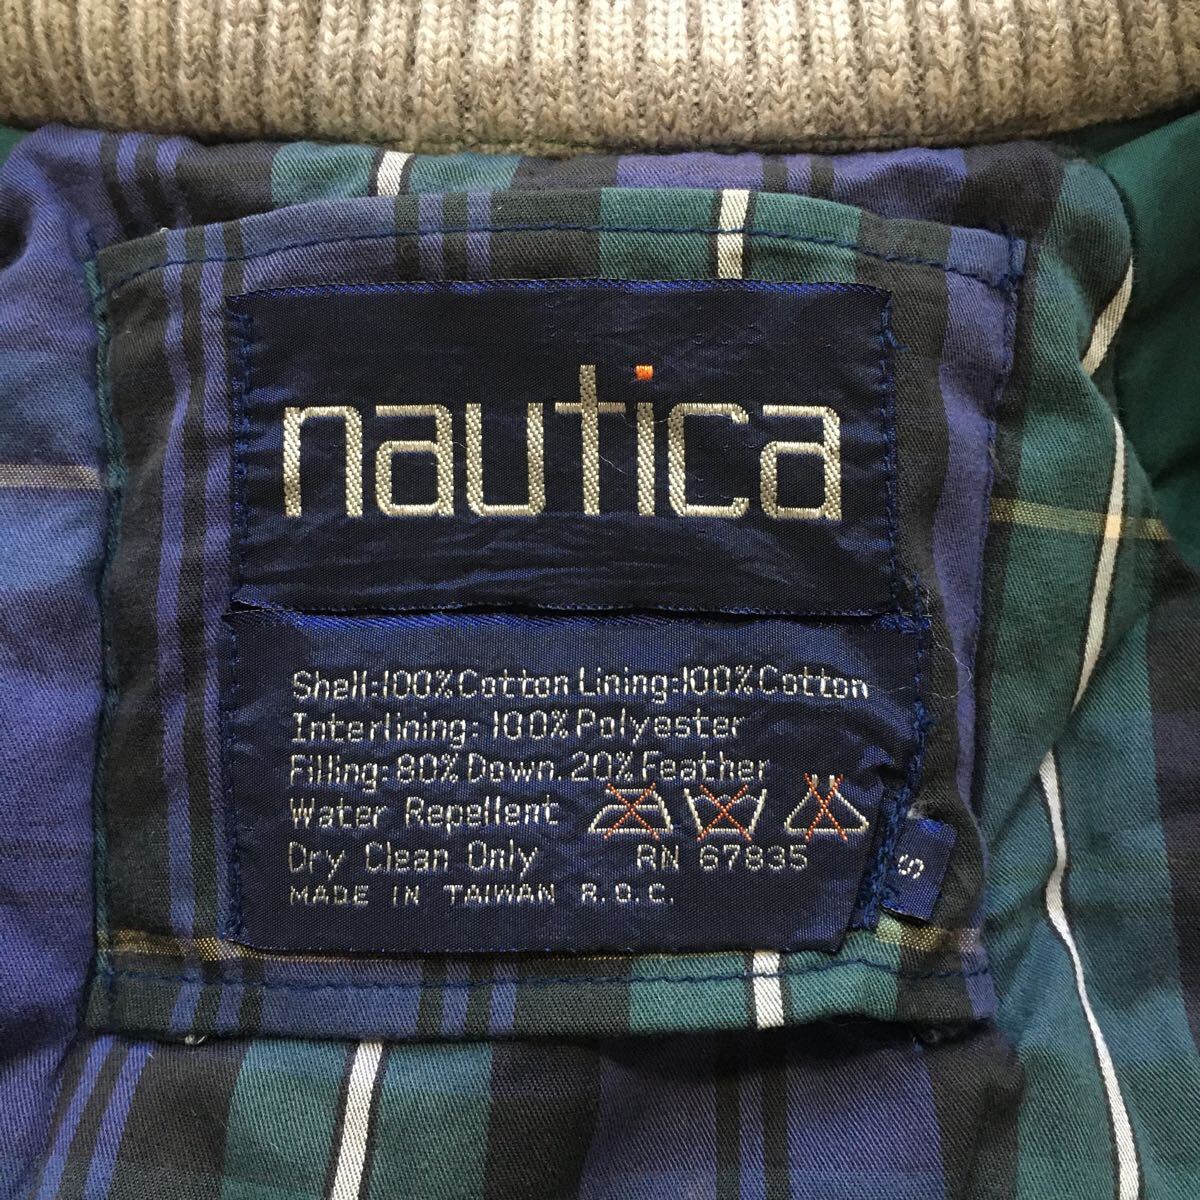 nautica
Shell:100% Cotton Lining:100% Cotton
Interlining: 100% Polyester
Filling: 80% Down. 20% Feather
Water Repellent
Dry Clean Only RN 67835
MADE IN TAIWAN R.O.C.
S